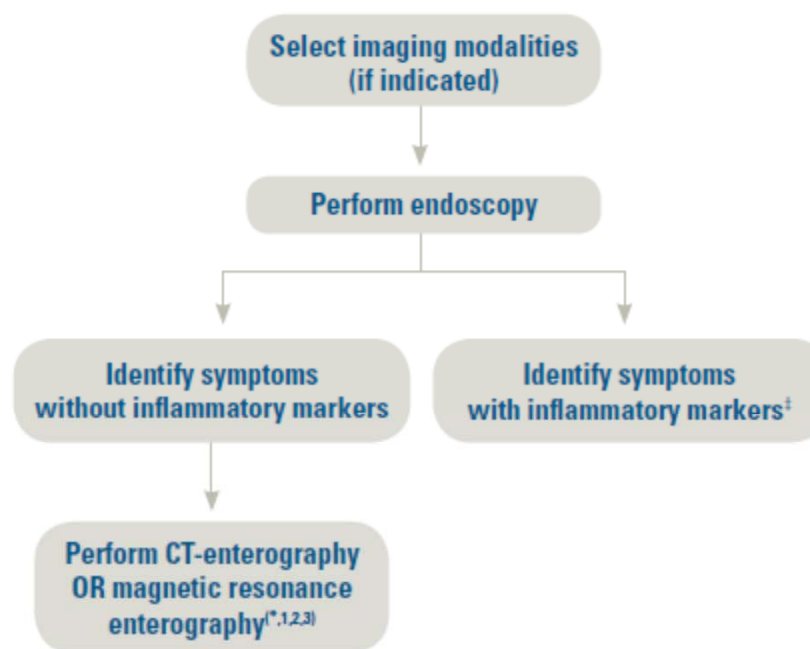 Select imaging modalities
(if indicated)
Perform endoscopy
Identify symptoms
without inflammatory markers
Identify symptoms
with inflammatory markers‡
Perform CT-enterography
OR magnetic resonance
enterography(*,1,2,3)